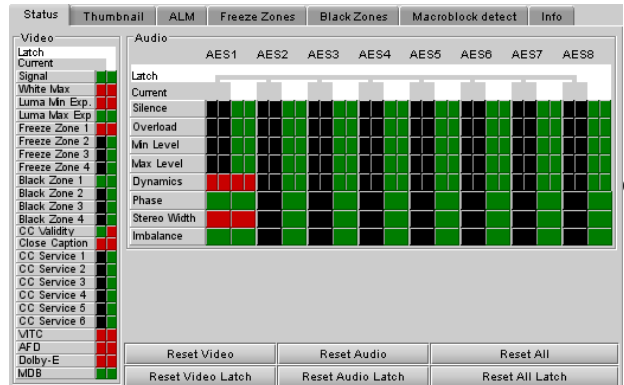 Status Thumbnail ALM Freeze Zones Black Zones Macroblock detect Info
Video
Latch
Current
Signal
White Max
Luma Min Exp.
Luma Max Exp
Freeze Zone 1
Freeze Zone 2
Freeze Zone 3
Freeze Zone 4
Black Zone 1
Black Zone 2
Black Zone 3
Black Zone 4
CC Validity
Close Caption
CC Service 1
CC Service 2
CC Service 3
CC Service 4
CC Service 5
CC Service 6
VITC
AFD
Dolby-E
MDB
Audio
AES1 AES2 AES3 AES4 AES5 AES6 AES7 AES8
Latch
Current
Silence
Overload
Min Level
Max Level
Dynamics
Phase
Stereo Width
Imbalance
Reset Video Reset Audio Reset All
Reset Video Latch Reset Audio Latch Reset All Latch